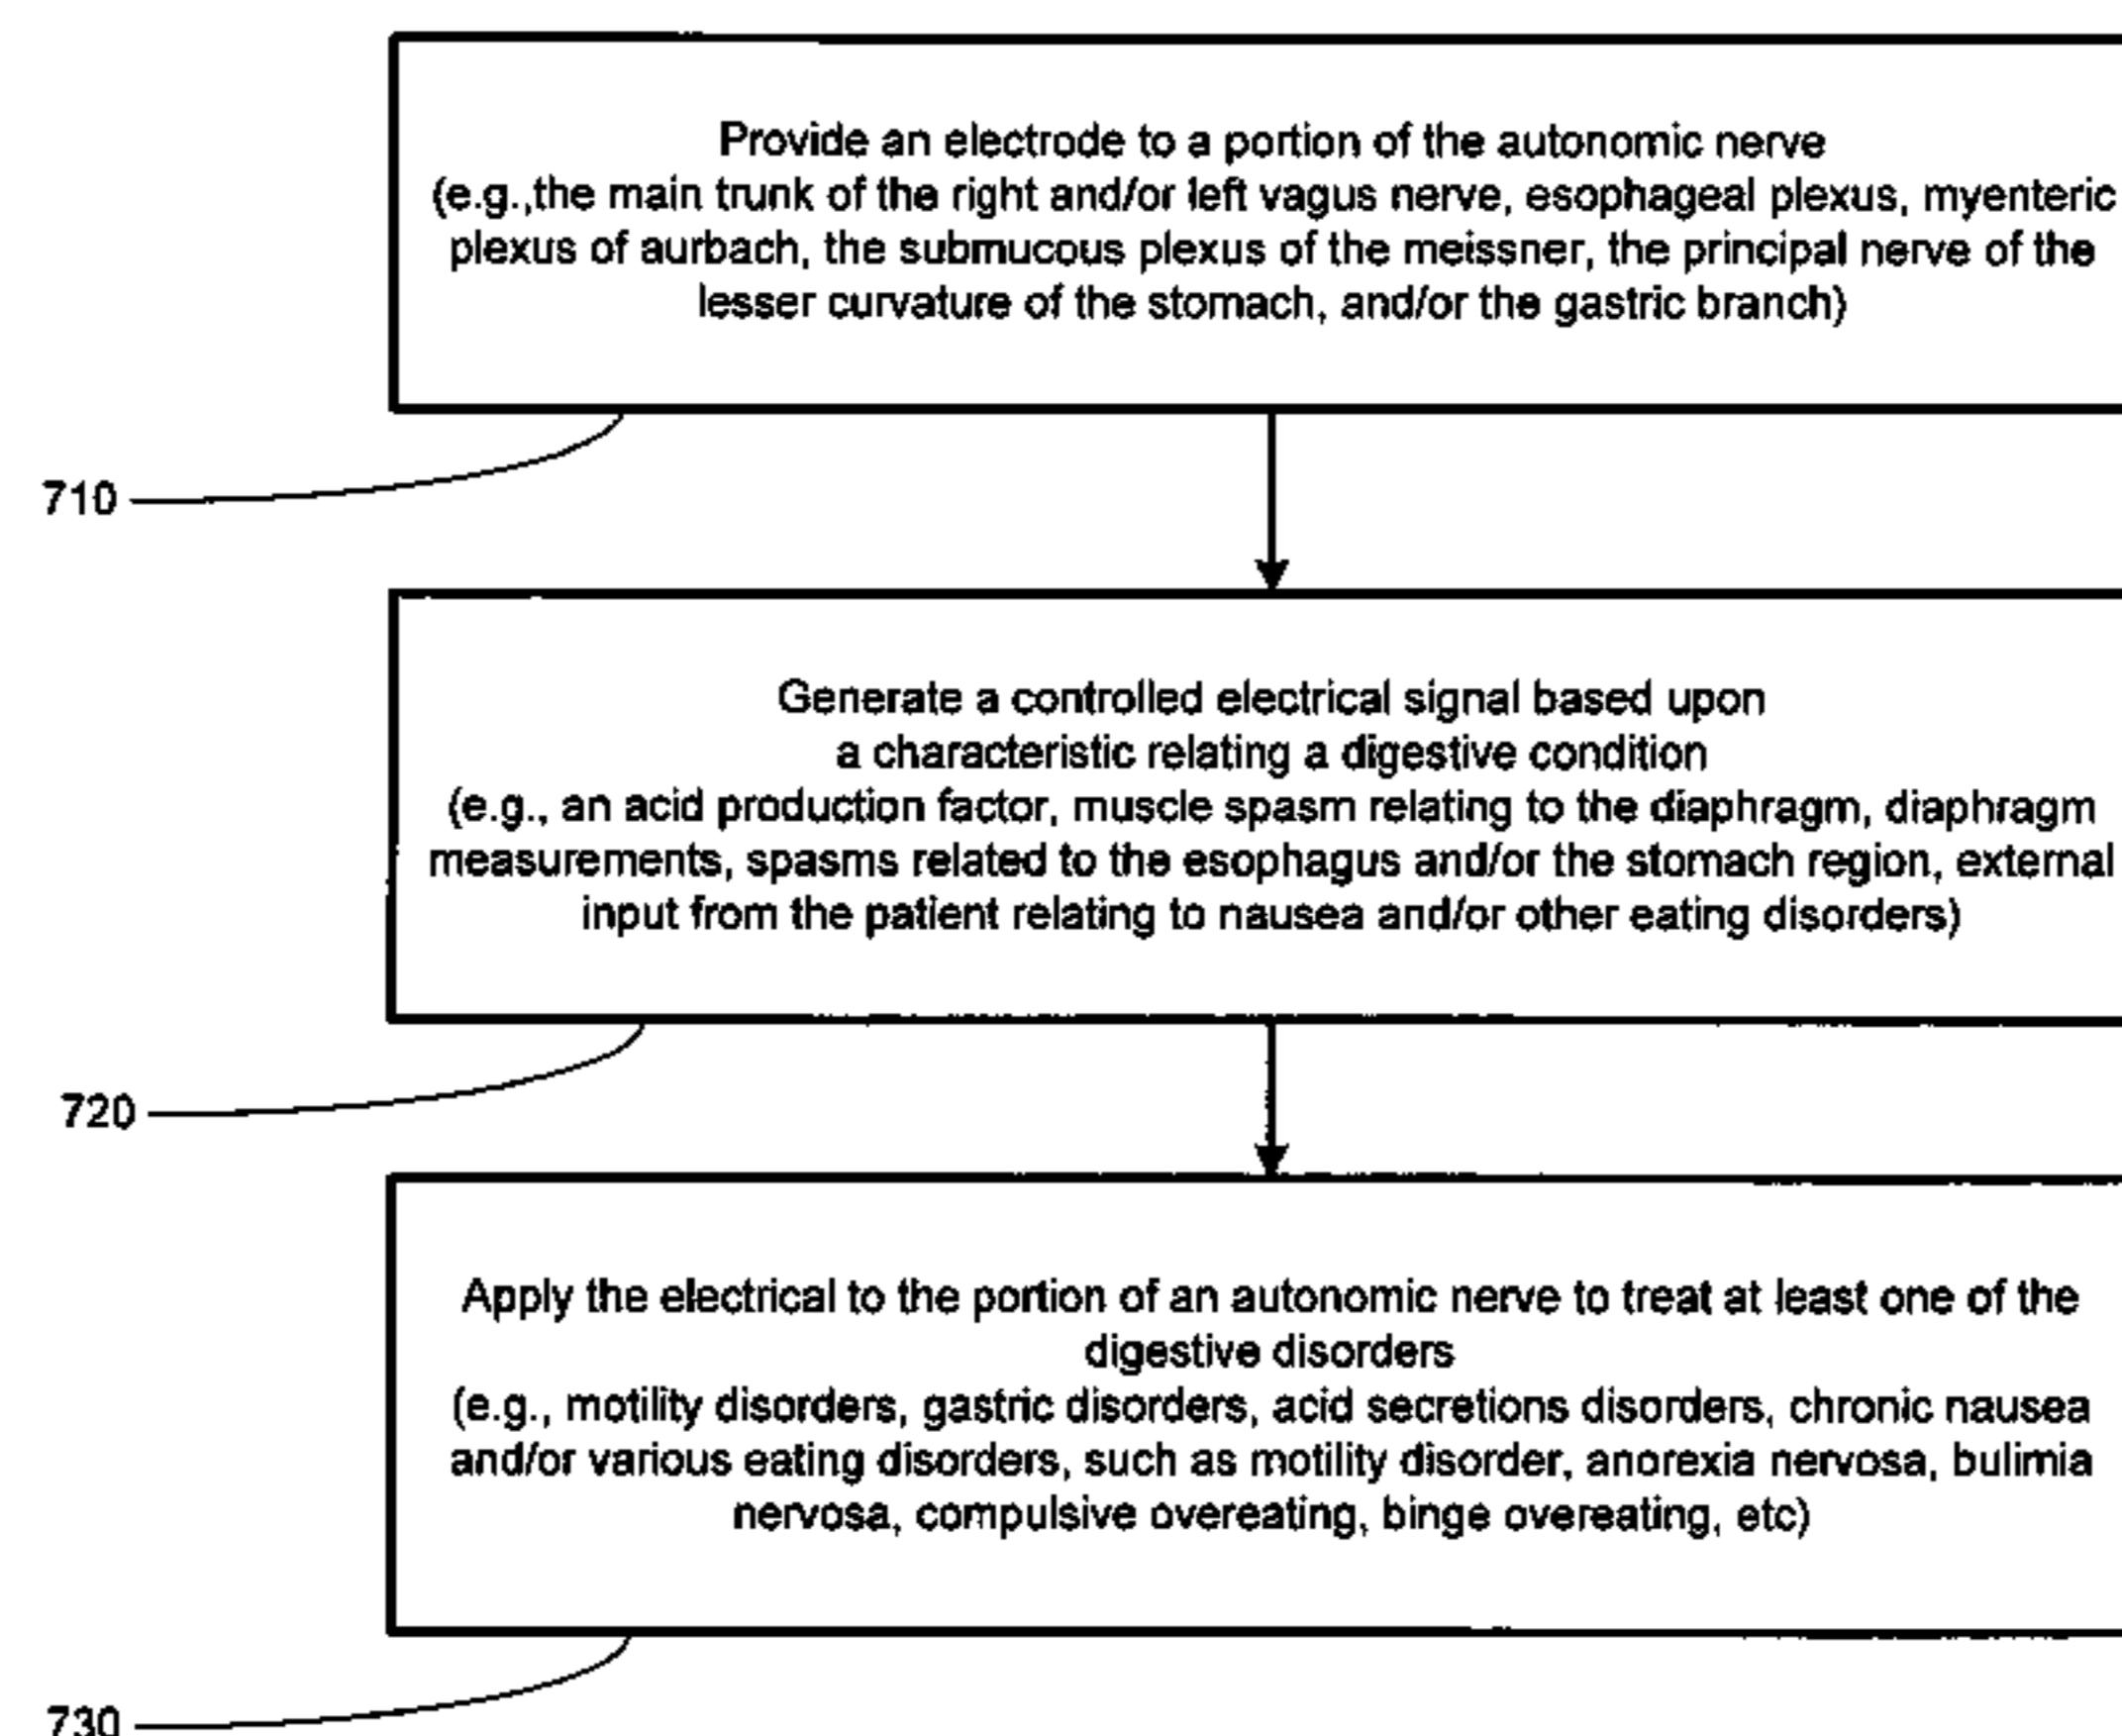 Provide an electrode to a portion of the autonomic nerve
(e.g.,the main trunk of the right and/or left vagus nerve, esophageal plexus, myenteric
plexus of aurbach, the submucous plexus of the meissner, the principal nerve of the
lesser curvature of the stomach, and/or the gastric branch)
710
Generate a controlled electrical signal based upon
a characteristic relating a digestive condition
(e.g., an acid production factor, muscle spasm relating to the diaphragm, diaphragm
measurements, spasms related to the esophagus and/or the stomach region, external
input from the patient relating to nausea and/or other eating disorders)
720
Apply the electrical to the portion of an autonomic nerve to treat at least one of the
digestive disorders
(e.g., motility disorders, gastric disorders, acid secretions disorders, chronic nausea
and/or various eating disorders, such as motility disorder, anorexia nervosa, bulimia
nervosa, compulsive overeating, binge overeating, etc)
730